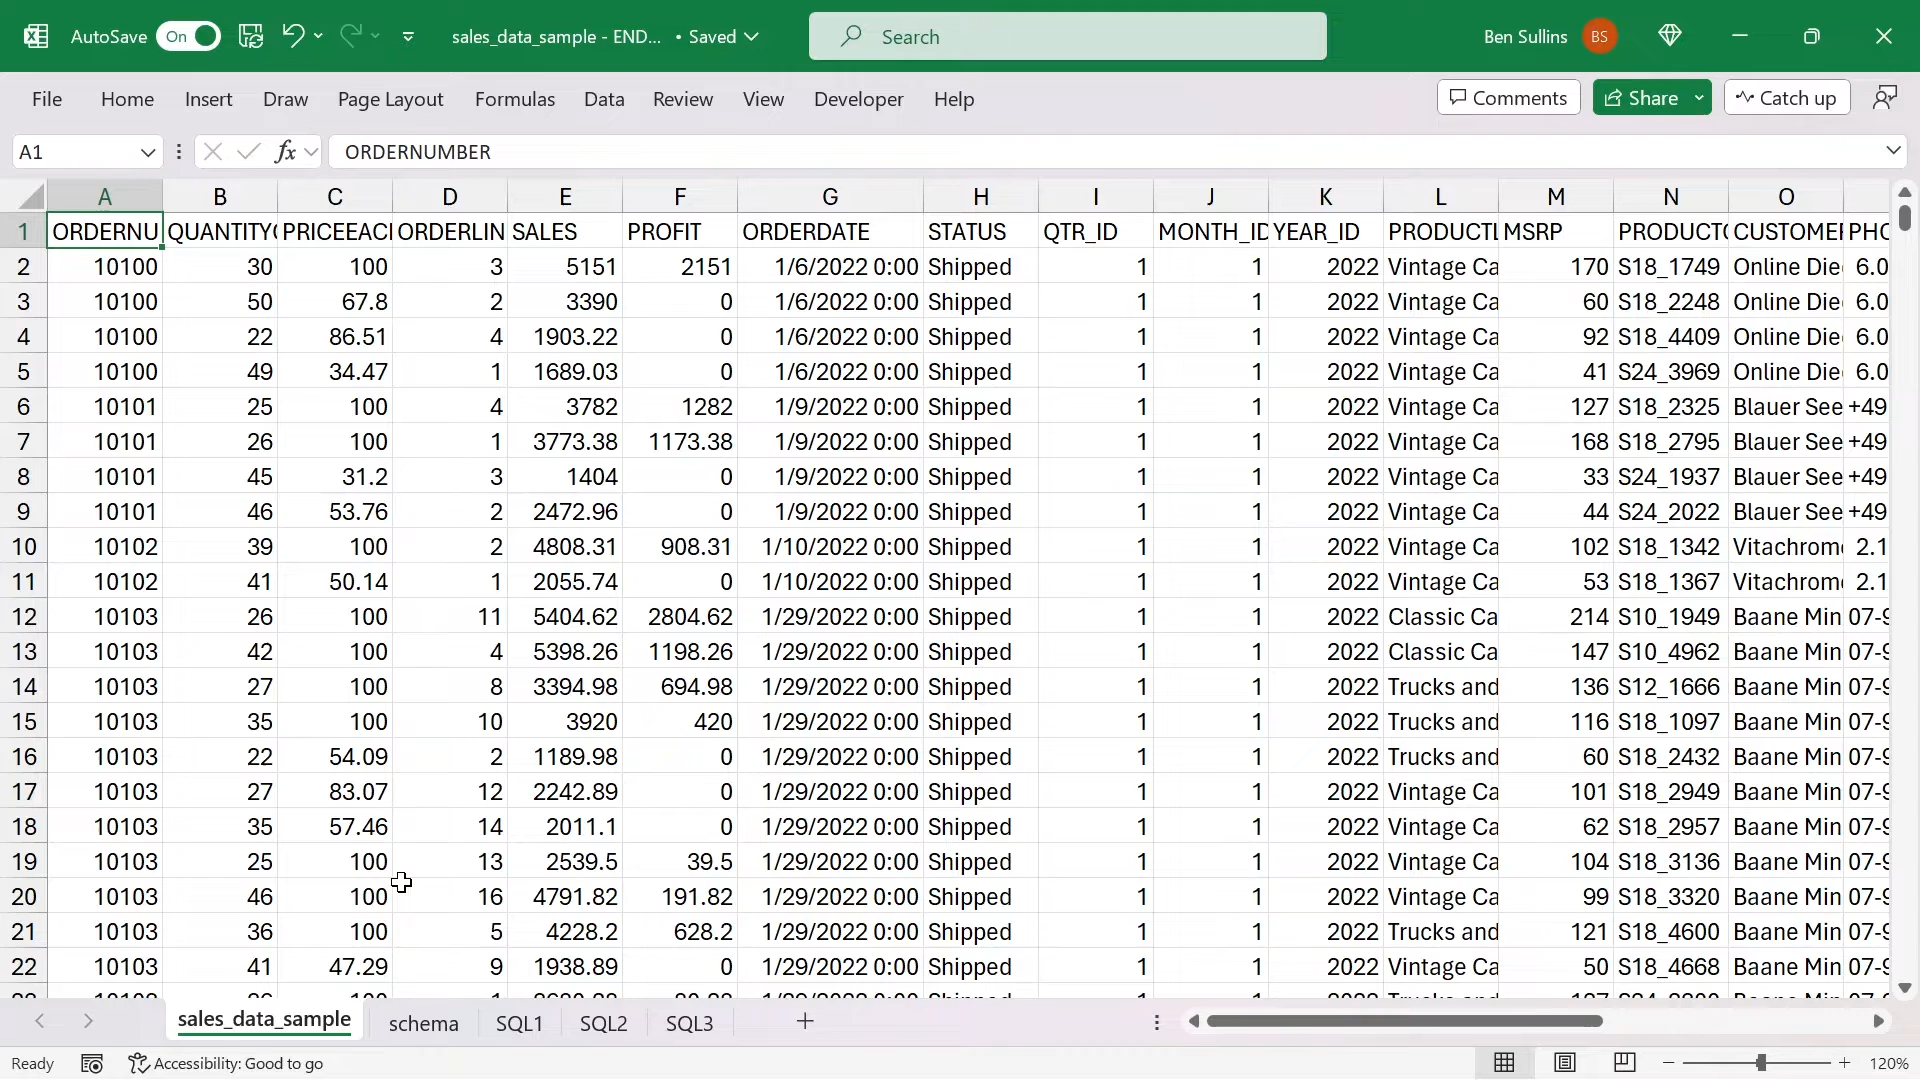 AutoSave On sales_data_sample - END... • Saved Search Ben Sullins BS
File Home Insert Draw Page Layout Formulas Data Review View Developer Help Comments Share Catch up
A1 fx ORDERNUMBER
A B C D E F G H I J K L M N O
1 ORDERNU QUANTITYO PRICEEACH ORDERLIN SALES PROFIT ORDERDATE STATUS QTR_ID MONTH_ID YEAR_ID PRODUCTL MSRP PRODUCTC CUSTOMER PHO
2 10100 30 100 3 5151 2151 1/6/2022 0:00 Shipped 1 1 2022 Vintage Ca 170 S18_1749 Online Die 6.0
3 10100 50 67.8 2 3390 0 1/6/2022 0:00 Shipped 1 1 2022 Vintage Ca 60 S18_2248 Online Die 6.0
4 10100 22 86.51 4 1903.22 0 1/6/2022 0:00 Shipped 1 1 2022 Vintage Ca 92 S18_4409 Online Die 6.0
5 10100 49 34.47 1 1689.03 0 1/6/2022 0:00 Shipped 1 1 2022 Vintage Ca 41 S24_3969 Online Die 6.0
6 10101 25 100 4 3782 1282 1/9/2022 0:00 Shipped 1 1 2022 Vintage Ca 127 S18_2325 Blauer See +49
7 10101 26 100 1 3773.38 1173.38 1/9/2022 0:00 Shipped 1 1 2022 Vintage Ca 168 S18_2795 Blauer See +49
8 10101 45 31.2 3 1404 0 1/9/2022 0:00 Shipped 1 1 2022 Vintage Ca 33 S24_1937 Blauer See +49
9 10101 46 53.76 2 2472.96 0 1/9/2022 0:00 Shipped 1 1 2022 Vintage Ca 44 S24_2022 Blauer See +49
10 10102 39 100 2 4808.31 908.31 1/10/2022 0:00 Shipped 1 1 2022 Vintage Ca 102 S18_1342 Vitachrome 2.1
11 10102 41 50.14 1 2055.74 0 1/10/2022 0:00 Shipped 1 1 2022 Vintage Ca 53 S18_1367 Vitachrome 2.1
12 10103 26 100 11 5404.62 2804.62 1/29/2022 0:00 Shipped 1 1 2022 Classic Ca 214 S10_1949 Baane Min 07-9
13 10103 42 100 4 5398.26 1198.26 1/29/2022 0:00 Shipped 1 1 2022 Classic Ca 147 S10_4962 Baane Min 07-9
14 10103 27 100 8 3394.98 694.98 1/29/2022 0:00 Shipped 1 1 2022 Trucks and 136 S12_1666 Baane Min 07-9
15 10103 35 100 10 3920 420 1/29/2022 0:00 Shipped 1 1 2022 Trucks and 116 S18_1097 Baane Min 07-9
16 10103 22 54.09 2 1189.98 0 1/29/2022 0:00 Shipped 1 1 2022 Trucks and 60 S18_2432 Baane Min 07-9
17 10103 27 83.07 12 2242.89 0 1/29/2022 0:00 Shipped 1 1 2022 Vintage Ca 101 S18_2949 Baane Min 07-9
18 10103 35 57.46 14 2011.1 0 1/29/2022 0:00 Shipped 1 1 2022 Vintage Ca 62 S18_2957 Baane Min 07-9
19 10103 25 100 13 2539.5 39.5 1/29/2022 0:00 Shipped 1 1 2022 Vintage Ca 104 S18_3136 Baane Min 07-9
20 10103 46 100 16 4791.82 191.82 1/29/2022 0:00 Shipped 1 1 2022 Vintage Ca 99 S18_3320 Baane Min 07-9
21 10103 36 100 5 4228.2 628.2 1/29/2022 0:00 Shipped 1 1 2022 Trucks and 121 S18_4600 Baane Min 07-9
22 10103 41 47.29 9 1938.89 0 1/29/2022 0:00 Shipped 1 1 2022 Vintage Ca 50 S18_4668 Baane Min 07-9
sales_data_sample schema SQL1 SQL2 SQL3
Ready Accessibility: Good to go 120%